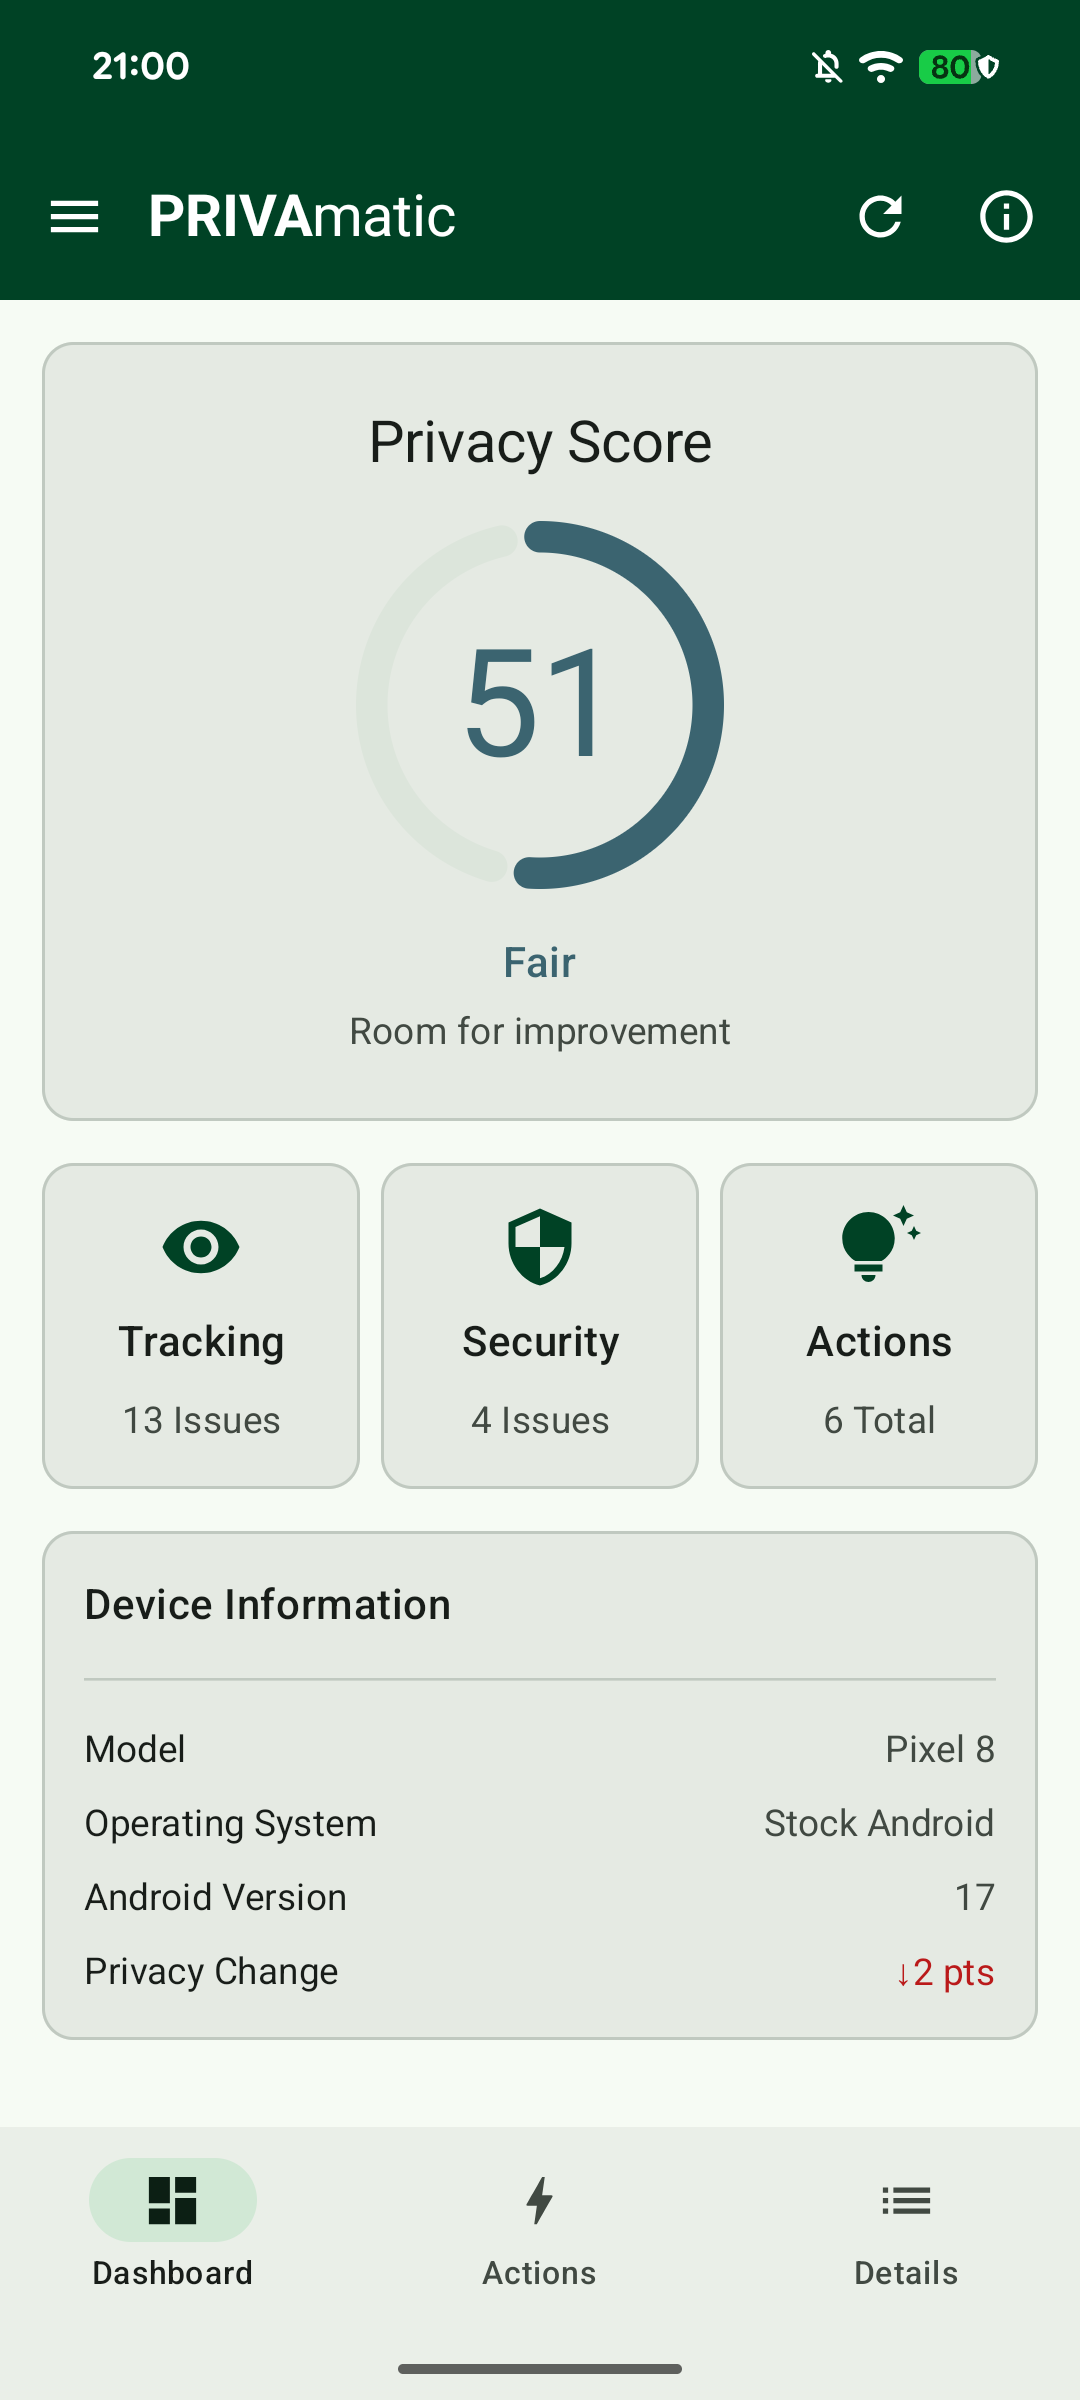 21:00
80
PRIVAmatic
Privacy Score
51
Fair
Room for improvement
Tracking
13 Issues
Security
4 Issues
Actions
6 Total
Device Information
Model Pixel 8
Operating System Stock Android
Android Version 17
Privacy Change ↓2 pts
Dashboard
Actions
Details